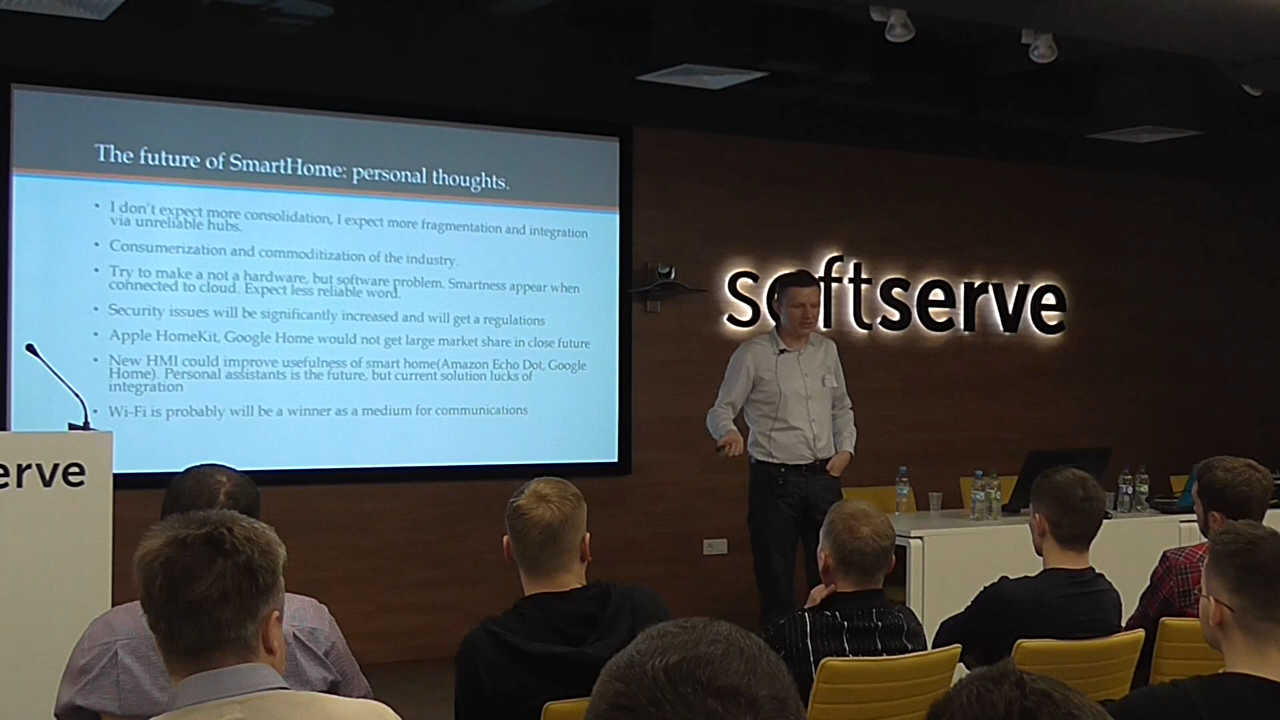 The future of SmartHome: personal thoughts.
• I don't expect more consolidation, I expect more fragmentation and integration
via unreliable hubs.
• Consumerization and commoditization of the industry.
• Try to make a not a hardware, but software problem. Smartness appear when
connected to cloud. Expect less reliable word.
• Security issues will be significantly increased and will get a regulations
• Apple HomeKit, Google Home would not get large market share in close future
• New HMI could improve usefulness of smart home(Amazon Echo Dot, Google
Home). Personal assistants is the future, but current solution lucks of
integration
• Wi-Fi is probably will be a winner as a medium for communications
softserve
erve